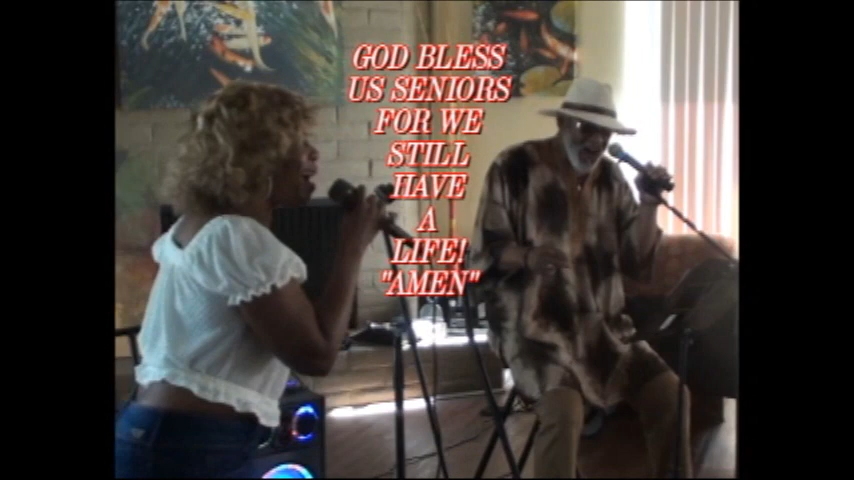 GOD BLESS
US SENIORS
FOR WE
STILL
HAVE
A
LIFE!
"AMEN"